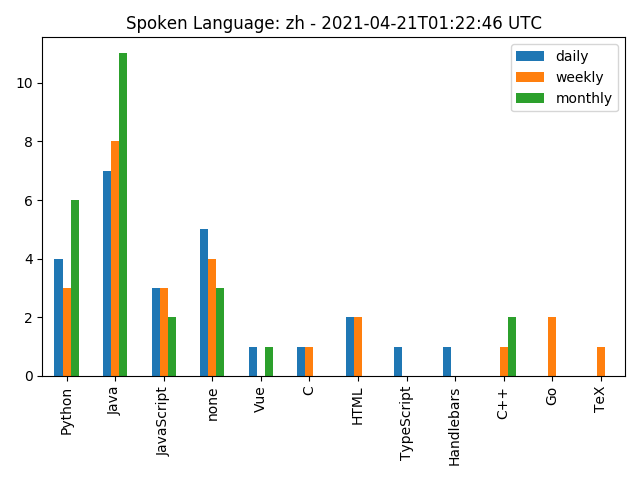 Spoken Language: zh - 2021-04-21T01:22:46 UTC
daily
weekly
monthly
10
8
6
4
2
0
Python
Java
JavaScript
none
Vue
C
HTML
TypeScript
Handlebars
C++
Go
TeX